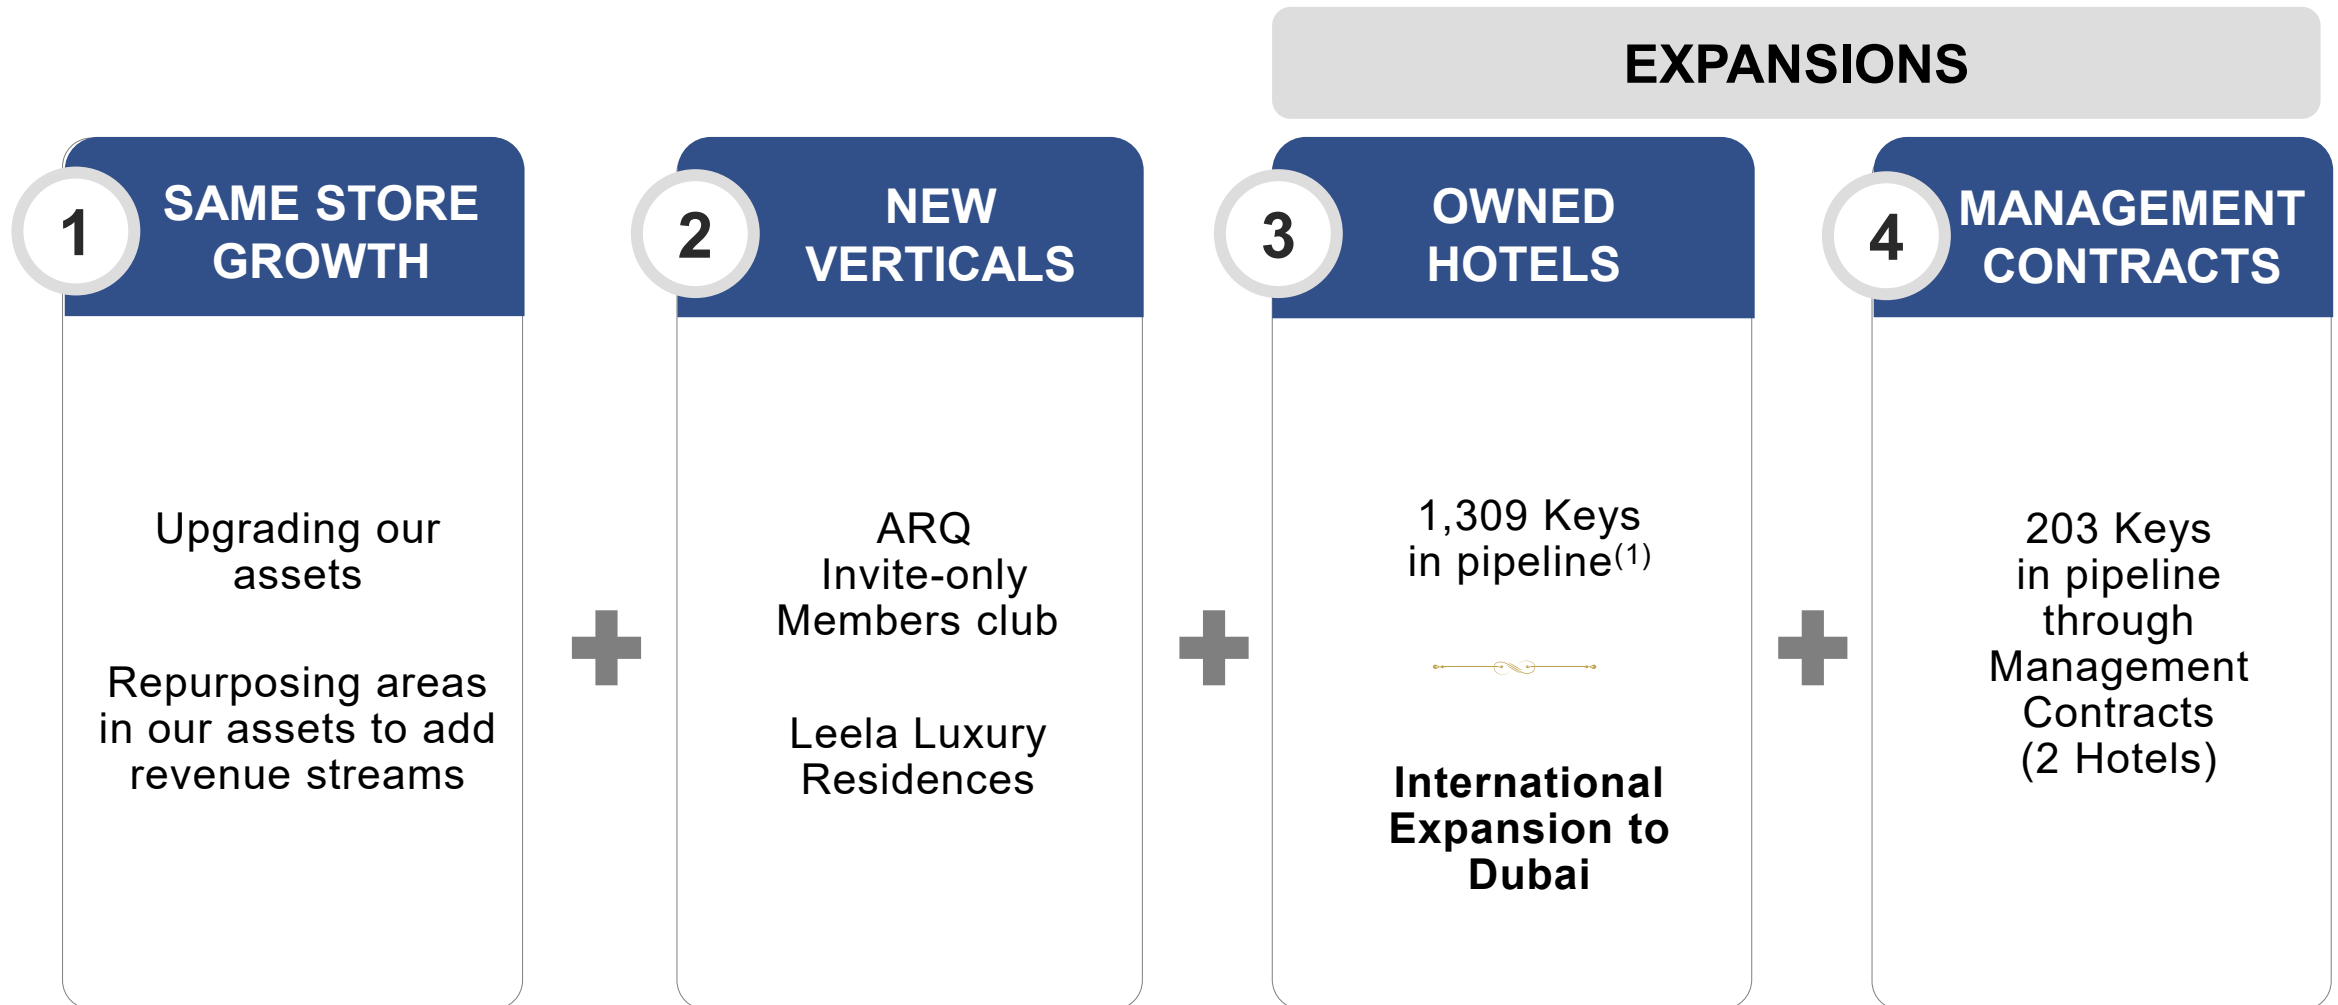 EXPANSIONS
1
SAME STORE
GROWTH
Upgrading our
assets
Repurposing areas
in our assets to add
revenue streams
2
NEW
VERTICALS
ARQ
Invite-only
Members club
Leela Luxury
Residences
3
OWNED
HOTELS
1,309 Keys
in pipeline(1)
International
Expansion to
Dubai
4
MANAGEMENT
CONTRACTS
203 Keys
in pipeline
through
Management
Contracts
(2 Hotels)